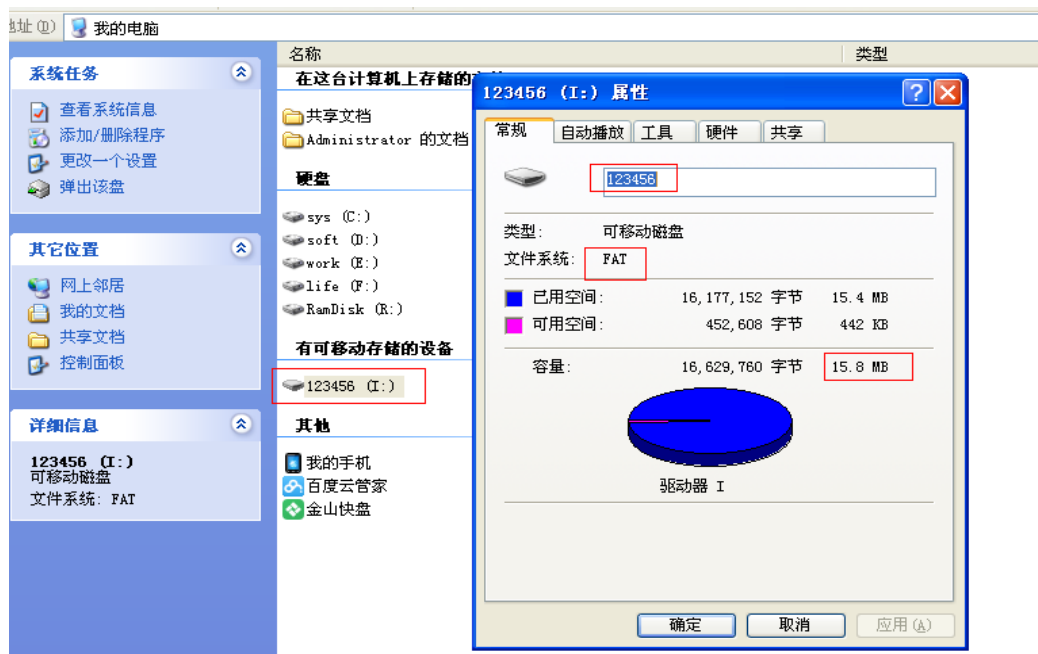 址(D) 我的电脑
名称 类型
系统任务
查看系统信息
添加/删除程序
更改一个设置
弹出该盘
其它位置
网上邻居
我的文档
共享文档
控制面板
详细信息
123456 (I:)
可移动磁盘
文件系统: FAT
在这台计算机上存储的
共享文档
Administrator 的文档
硬盘
sys (C:)
soft (D:)
work (E:)
life (F:)
RamDisk (R:)
有可移动存储的设备
123456 (I:)
其他
我的手机
百度云管家
金山快盘
123456 (I:) 属性
常规 自动播放 工具 硬件 共享
123456
类型: 可移动磁盘
文件系统: FAT
已用空间: 16,177,152 字节 15.4 MB
可用空间: 452,608 字节 442 KB
容量: 16,629,760 字节 15.8 MB
驱动器 I
确定 取消 应用(A)